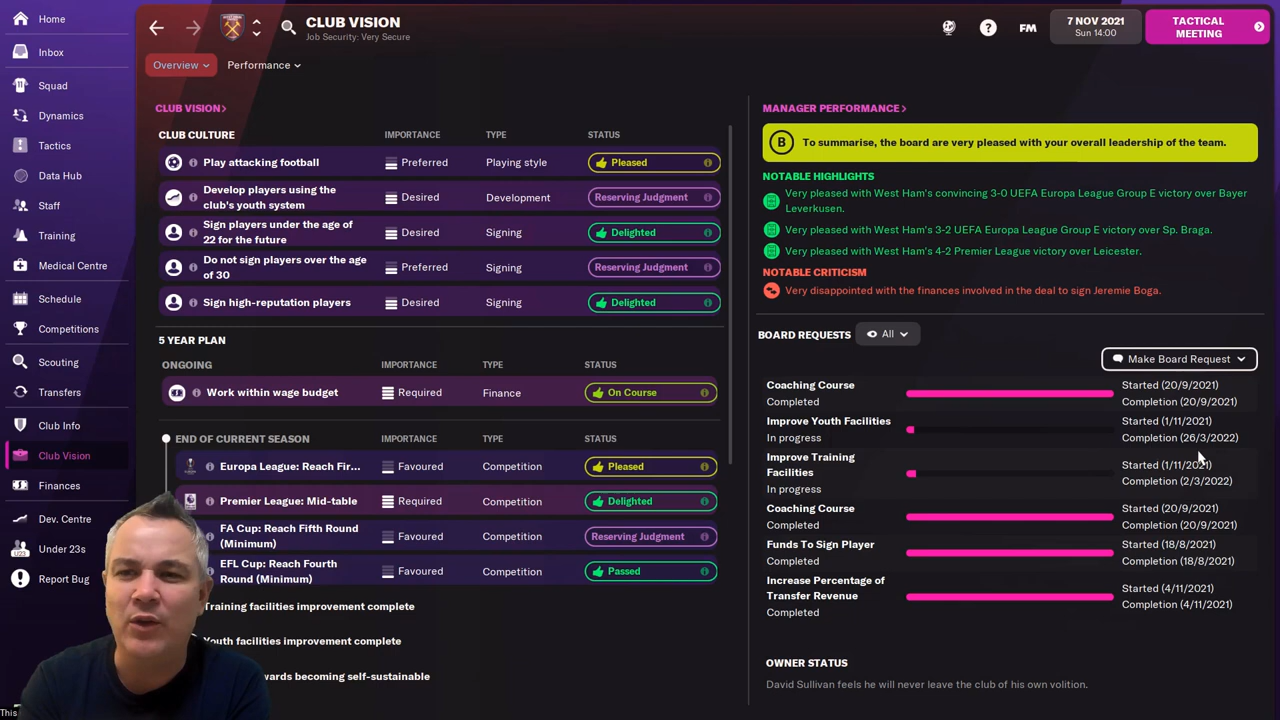 Home
Inbox
Squad
Dynamics
Tactics
Data Hub
Staff
Training
Medical Centre
Schedule
Competitions
Scouting
Transfers
Club Info
Club Vision
Finances
Dev. Centre
Under 23s
U23
Report Bug
This
CLUB VISION
Job Security: Very Secure
FM
7 NOV 2021
Sun 14:00
TACTICAL
MEETING
Overview
Performance
CLUB VISION
CLUB CULTURE IMPORTANCE TYPE STATUS
Play attacking football Preferred Playing style Pleased
Develop players using the
club's youth system Desired Development Reserving Judgment
Sign players under the age of
22 for the future Desired Signing Delighted
Do not sign players over the age
of 30 Preferred Signing Reserving Judgment
Sign high-reputation players Desired Signing Delighted
5 YEAR PLAN
ONGOING IMPORTANCE TYPE STATUS
Work within wage budget Required Finance On Course
END OF CURRENT SEASON IMPORTANCE TYPE STATUS
Europa League: Reach Fir... Favoured Competition Pleased
Premier League: Mid-table Required Competition Delighted
FA Cup: Reach Fifth Round
(Minimum) Favoured Competition Reserving Judgment
EFL Cup: Reach Fourth
Round (Minimum) Favoured Competition Passed
Training facilities improvement complete
Youth facilities improvement complete
wards becoming self-sustainable
MANAGER PERFORMANCE
B To summarise, the board are very pleased with your overall leadership of the team.
NOTABLE HIGHLIGHTS
Very pleased with West Ham's convincing 3-0 UEFA Europa League Group E victory over Bayer
Leverkusen.
Very pleased with West Ham's 3-2 UEFA Europa League Group E victory over Sp. Braga.
Very pleased with West Ham's 4-2 Premier League victory over Leicester.
NOTABLE CRITICISM
Very disappointed with the finances involved in the deal to sign Jeremie Boga.
BOARD REQUESTS All
Make Board Request
Coaching Course Started (20/9/2021)
Completed Completion (20/9/2021)
Improve Youth Facilities Started (1/11/2021)
In progress Completion (26/3/2022)
Improve Training
Facilities Started (1/11/2021)
In progress Completion (2/3/2022)
Coaching Course Started (20/9/2021)
Completed Completion (20/9/2021)
Funds To Sign Player Started (18/8/2021)
Completed Completion (18/8/2021)
Increase Percentage of
Transfer Revenue Started (4/11/2021)
Completed Completion (4/11/2021)
OWNER STATUS
David Sullivan feels he will never leave the club of his own volition.